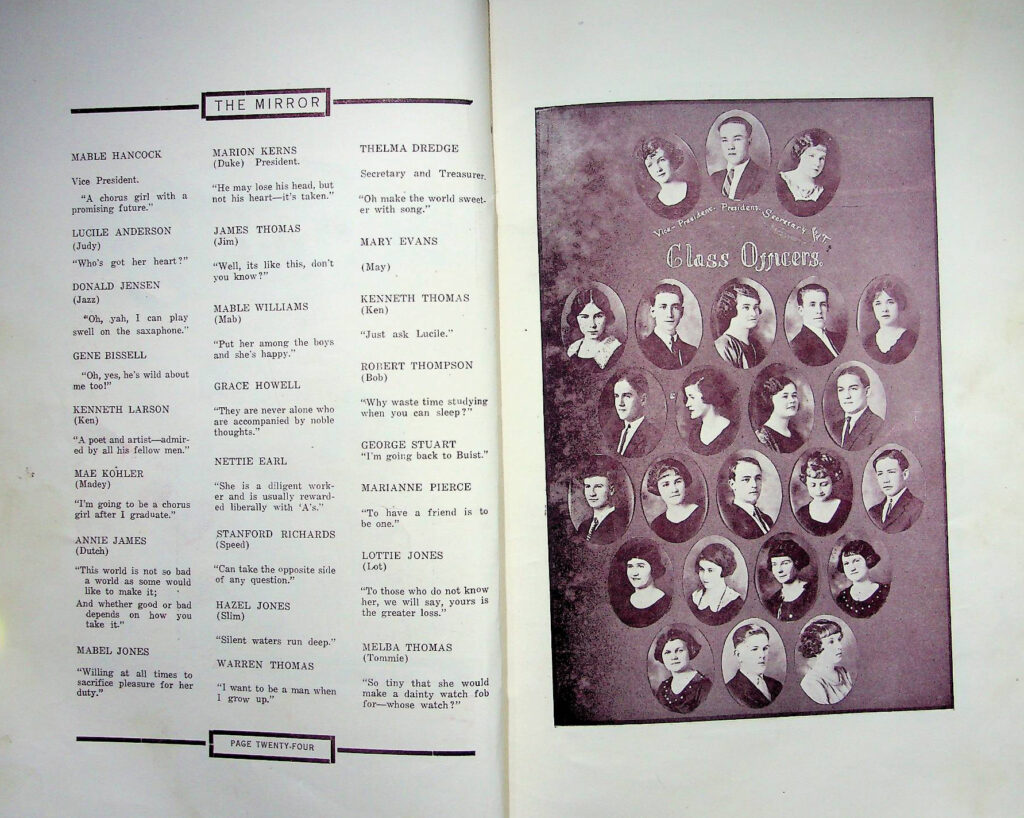 THE MIRROR
MABLE HANCOCK
Vice President.
"A chorus girl with a
promising future."
LUCILE ANDERSON
(Judy)
"Who's got her heart?"
DONALD JENSEN
(Jazz)
"Oh, yah, I can play
swell on the saxaphone."
GENE BISSELL
"Oh, yes, he's wild about
me too!"
KENNETH LARSON
(Ken)
"A poet and artist—admir-
ed by all his fellow men."
MAE KOHLER
(Madey)
"I'm going to be a chorus
girl after I graduate."
ANNIE JAMES
(Dutch)
"This world is not so bad
a world as some would
like to make it;
And whether good or bad
depends on how you
take it."
MABEL JONES
"Willing at all times to
sacrifice pleasure for her
duty."
MARION KERNS
(Duke) President.
"He may lose his head, but
not his heart—it's taken."
JAMES THOMAS
(Jim)
"Well, its like this, don't
you know?"
MABLE WILLIAMS
(Mab)
"Put her among the boys
and she's happy."
GRACE HOWELL
"They are never alone who
are accompanied by noble
thoughts."
NETTIE EARL
"She is a diligent work-
er and is usually reward-
ed liberally with 'A's."
STANFORD RICHARDS
(Speed)
"Can take the opposite side
of any question."
HAZEL JONES
(Slim)
"Silent waters run deep."
WARREN THOMAS
"I want to be a man when
I grow up."
THELMA DREDGE
Secretary and Treasurer.
"Oh make the world sweet-
er with song."
MARY EVANS
(May)
KENNETH THOMAS
(Ken)
"Just ask Lucile."
ROBERT THOMPSON
(Bob)
"Why waste time studying
when you can sleep?"
GEORGE STUART
"I'm going back to Buist."
MARIANNE PIERCE
"To have a friend is to
be one."
LOTTIE JONES
(Lot)
"To those who do not know
her, we will say, yours is
the greater loss."
MELBA THOMAS
(Tommie)
"So tiny that she would
make a dainty watch fob
for—whose watch?"
PAGE TWENTY-FOUR
Vice-President. President. Secretary
Class Officers.